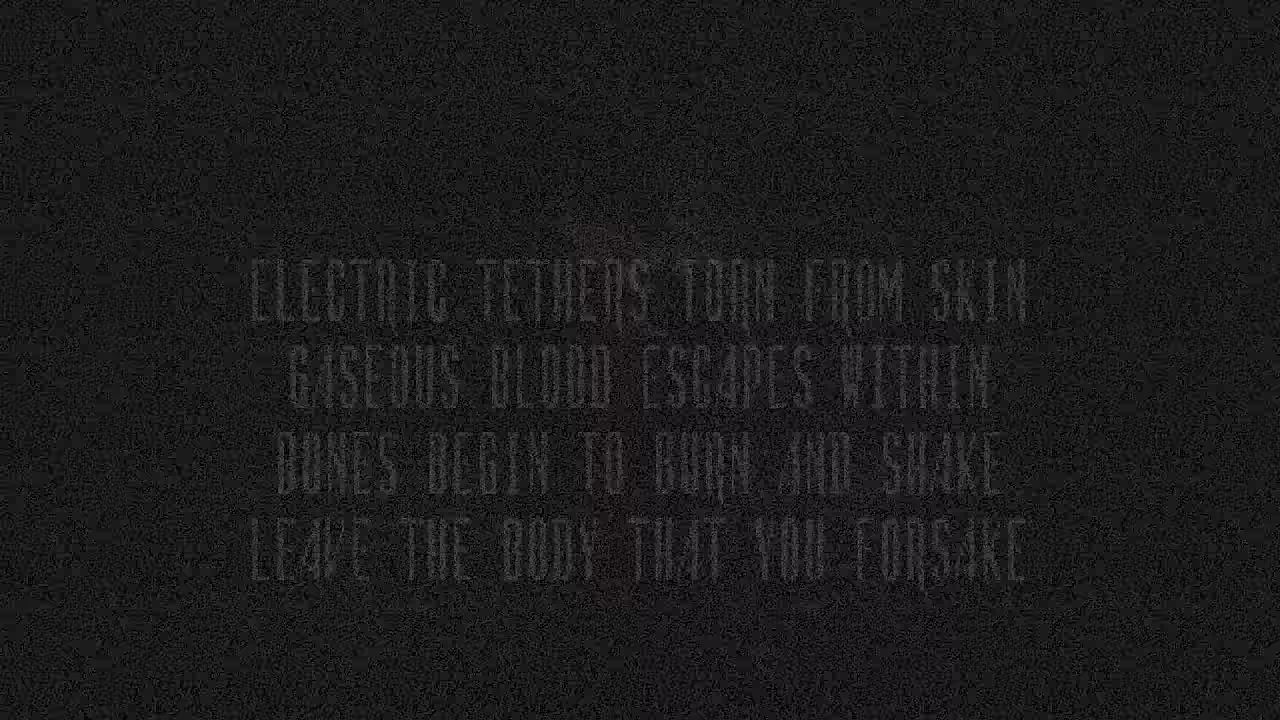 ELECTRIC TETHERS TORN FROM SKIN
GASEOUS BLOOD ESCAPES WITHIN
BONES BEGIN TO BURN AND SHAKE
LEAVE THE BODY THAT YOU FORSAKE